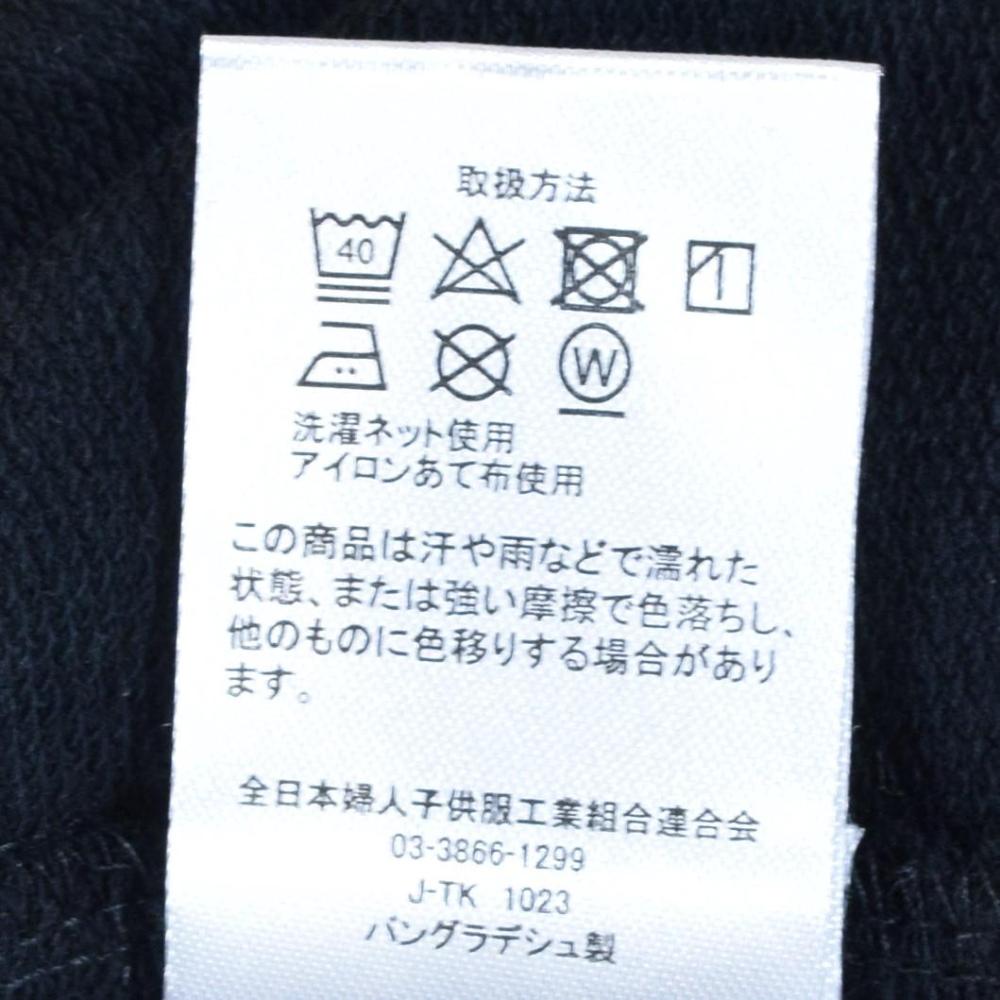 取扱方法
40
W
洗濯ネット使用
アイロンあて布使用
この商品は汗や雨などで濡れた
状態、または強い摩擦で色落ちし、
他のものに色移りする場合があり
ます。
全日本婦人子供服工業組合連合会
03-3866-1299
J-TK 1023
バングラデシュ製